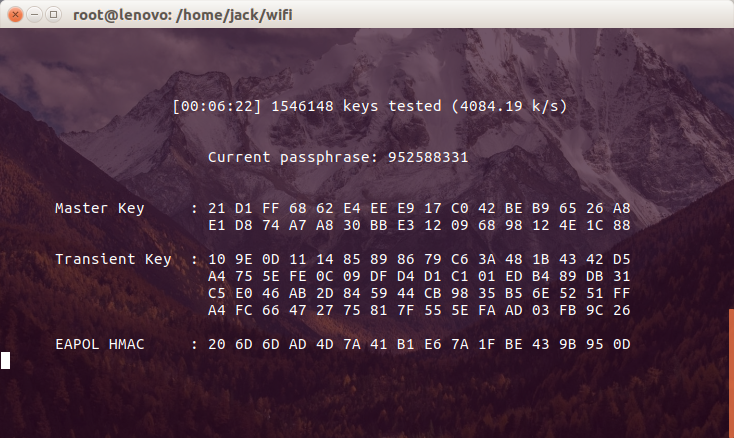 root@lenovo: /home/jack/wifi
[00:06:22] 1546148 keys tested (4084.19 k/s)
Current passphrase: 952588331
Master Key : 21 D1 FF 68 62 E4 EE E9 17 C0 42 BE B9 65 26 A8
E1 D8 74 A7 A8 30 BB E3 12 09 68 98 12 4E 1C 88
Transient Key : 10 9E 0D 11 14 85 89 86 79 C6 3A 48 1B 43 42 D5
A4 75 5E FE 0C 09 DF D4 D1 C1 01 ED B4 89 DB 31
C5 E0 46 AB 2D 84 59 44 CB 98 35 B5 6E 52 51 FF
A4 FC 66 47 27 75 81 7F 55 5E FA AD 03 FB 9C 26
EAPOL HMAC : 20 6D 6D AD 4D 7A 41 B1 E6 7A 1F BE 43 9B 95 0D